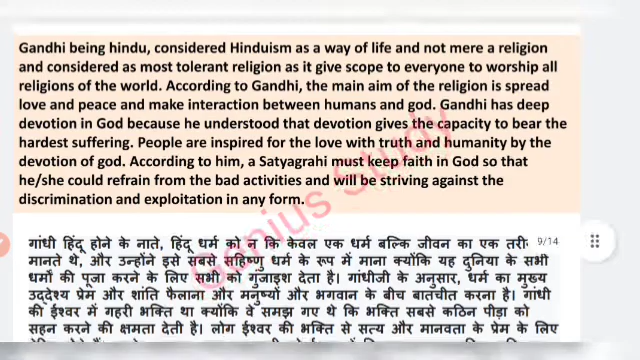 Gandhi being hindu, considered Hinduism as a way of life and not mere a religion
and considered as most tolerant religion as it give scope to everyone to worship all
religions of the world. According to Gandhi, the main aim of the religion is spread
love and peace and make interaction between humans and god. Gandhi has deep
devotion in God because he understood that devotion gives the capacity to bear the
hardest suffering. People are inspired for the love with truth and humanity by the
devotion of god. According to him, a Satyagrahi must keep faith in God so that
he/she could refrain from the bad activities and will be striving against the
discrimination and exploitation in any form.
Genius Study
गांधी हिंदू होने के नाते, हिंदू धर्म को न कि केवल एक धर्म बल्कि जीवन का एक तरी
9/14
मानते थे, और उन्होंने इसे सबसे सहिष्णु धर्म के रूप में माना क्योंकि यह दुनिया के सभी
धर्मों की पूजा करने के लिए सभी को गुंजाइश देता है। गांधीजी के अनुसार, धर्म का मुख्य
उद्देश्य प्रेम और शांति फैलाना और मनुष्यों और भगवान के बीच बातचीत करना है। गांधी
की ईश्वर में गहरी भक्ति था क्योंकि वे समझ गए थे कि भक्ति सबसे कठिन पीड़ा को
सहन करने की क्षमता देती है। लोग ईश्वर की भक्ति से सत्य और मानवता के प्रेम के लिए